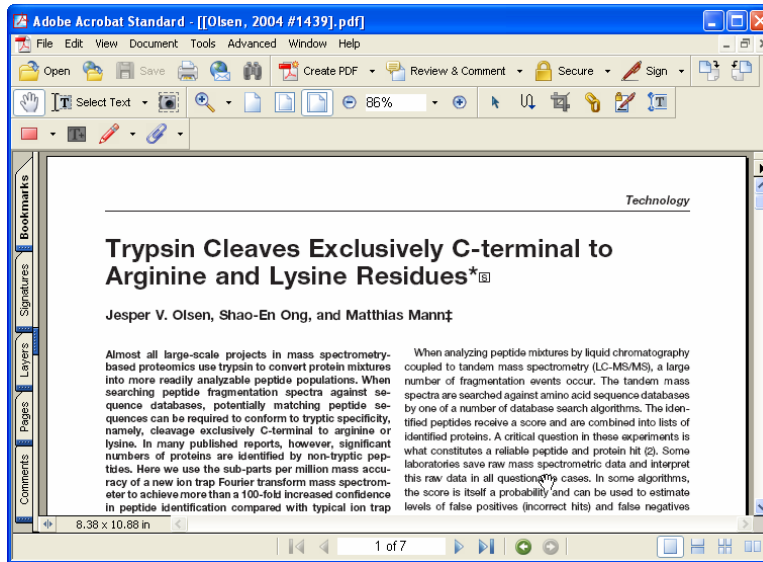 Adobe Acrobat Standard - [[Olsen, 2004 #1439].pdf]
File Edit View Document Tools Advanced Window Help
Open Save Create PDF Review & Comment Secure Sign
Select Text 86%
Bookmarks
Signatures
Layers
Pages
Comments
Technology
Trypsin Cleaves Exclusively C-terminal to
Arginine and Lysine Residues*S
Jesper V. Olsen, Shao-En Ong, and Matthias Mann‡
Almost all large-scale projects in mass spectrometry-
based proteomics use trypsin to convert protein mixtures
into more readily analyzable peptide populations. When
searching peptide fragmentation spectra against se-
quence databases, potentially matching peptide se-
quences can be required to conform to tryptic specificity,
namely, cleavage exclusively C-terminal to arginine or
lysine. In many published reports, however, significant
numbers of proteins are identified by non-tryptic pep-
tides. Here we use the sub-parts per million mass accu-
racy of a new ion trap Fourier transform mass spectrom-
eter to achieve more than a 100-fold increased confidence
in peptide identification compared with typical ion trap
When analyzing peptide mixtures by liquid chromatography
coupled to tandem mass spectrometry (LC-MS/MS), a large
number of fragmentation events occur. The tandem mass
spectra are searched against amino acid sequence databases
by one of a number of database search algorithms. The iden-
tified peptides receive a score and are combined into lists of
identified proteins. A critical question in these experiments is
what constitutes a reliable peptide and protein hit (2). Some
laboratories save raw mass spectrometric data and interpret
this raw data in all questionable cases. In some algorithms,
the score is itself a probability and can be used to estimate
levels of false positives (incorrect hits) and false negatives
8.38 x 10.88 in
1 of 7